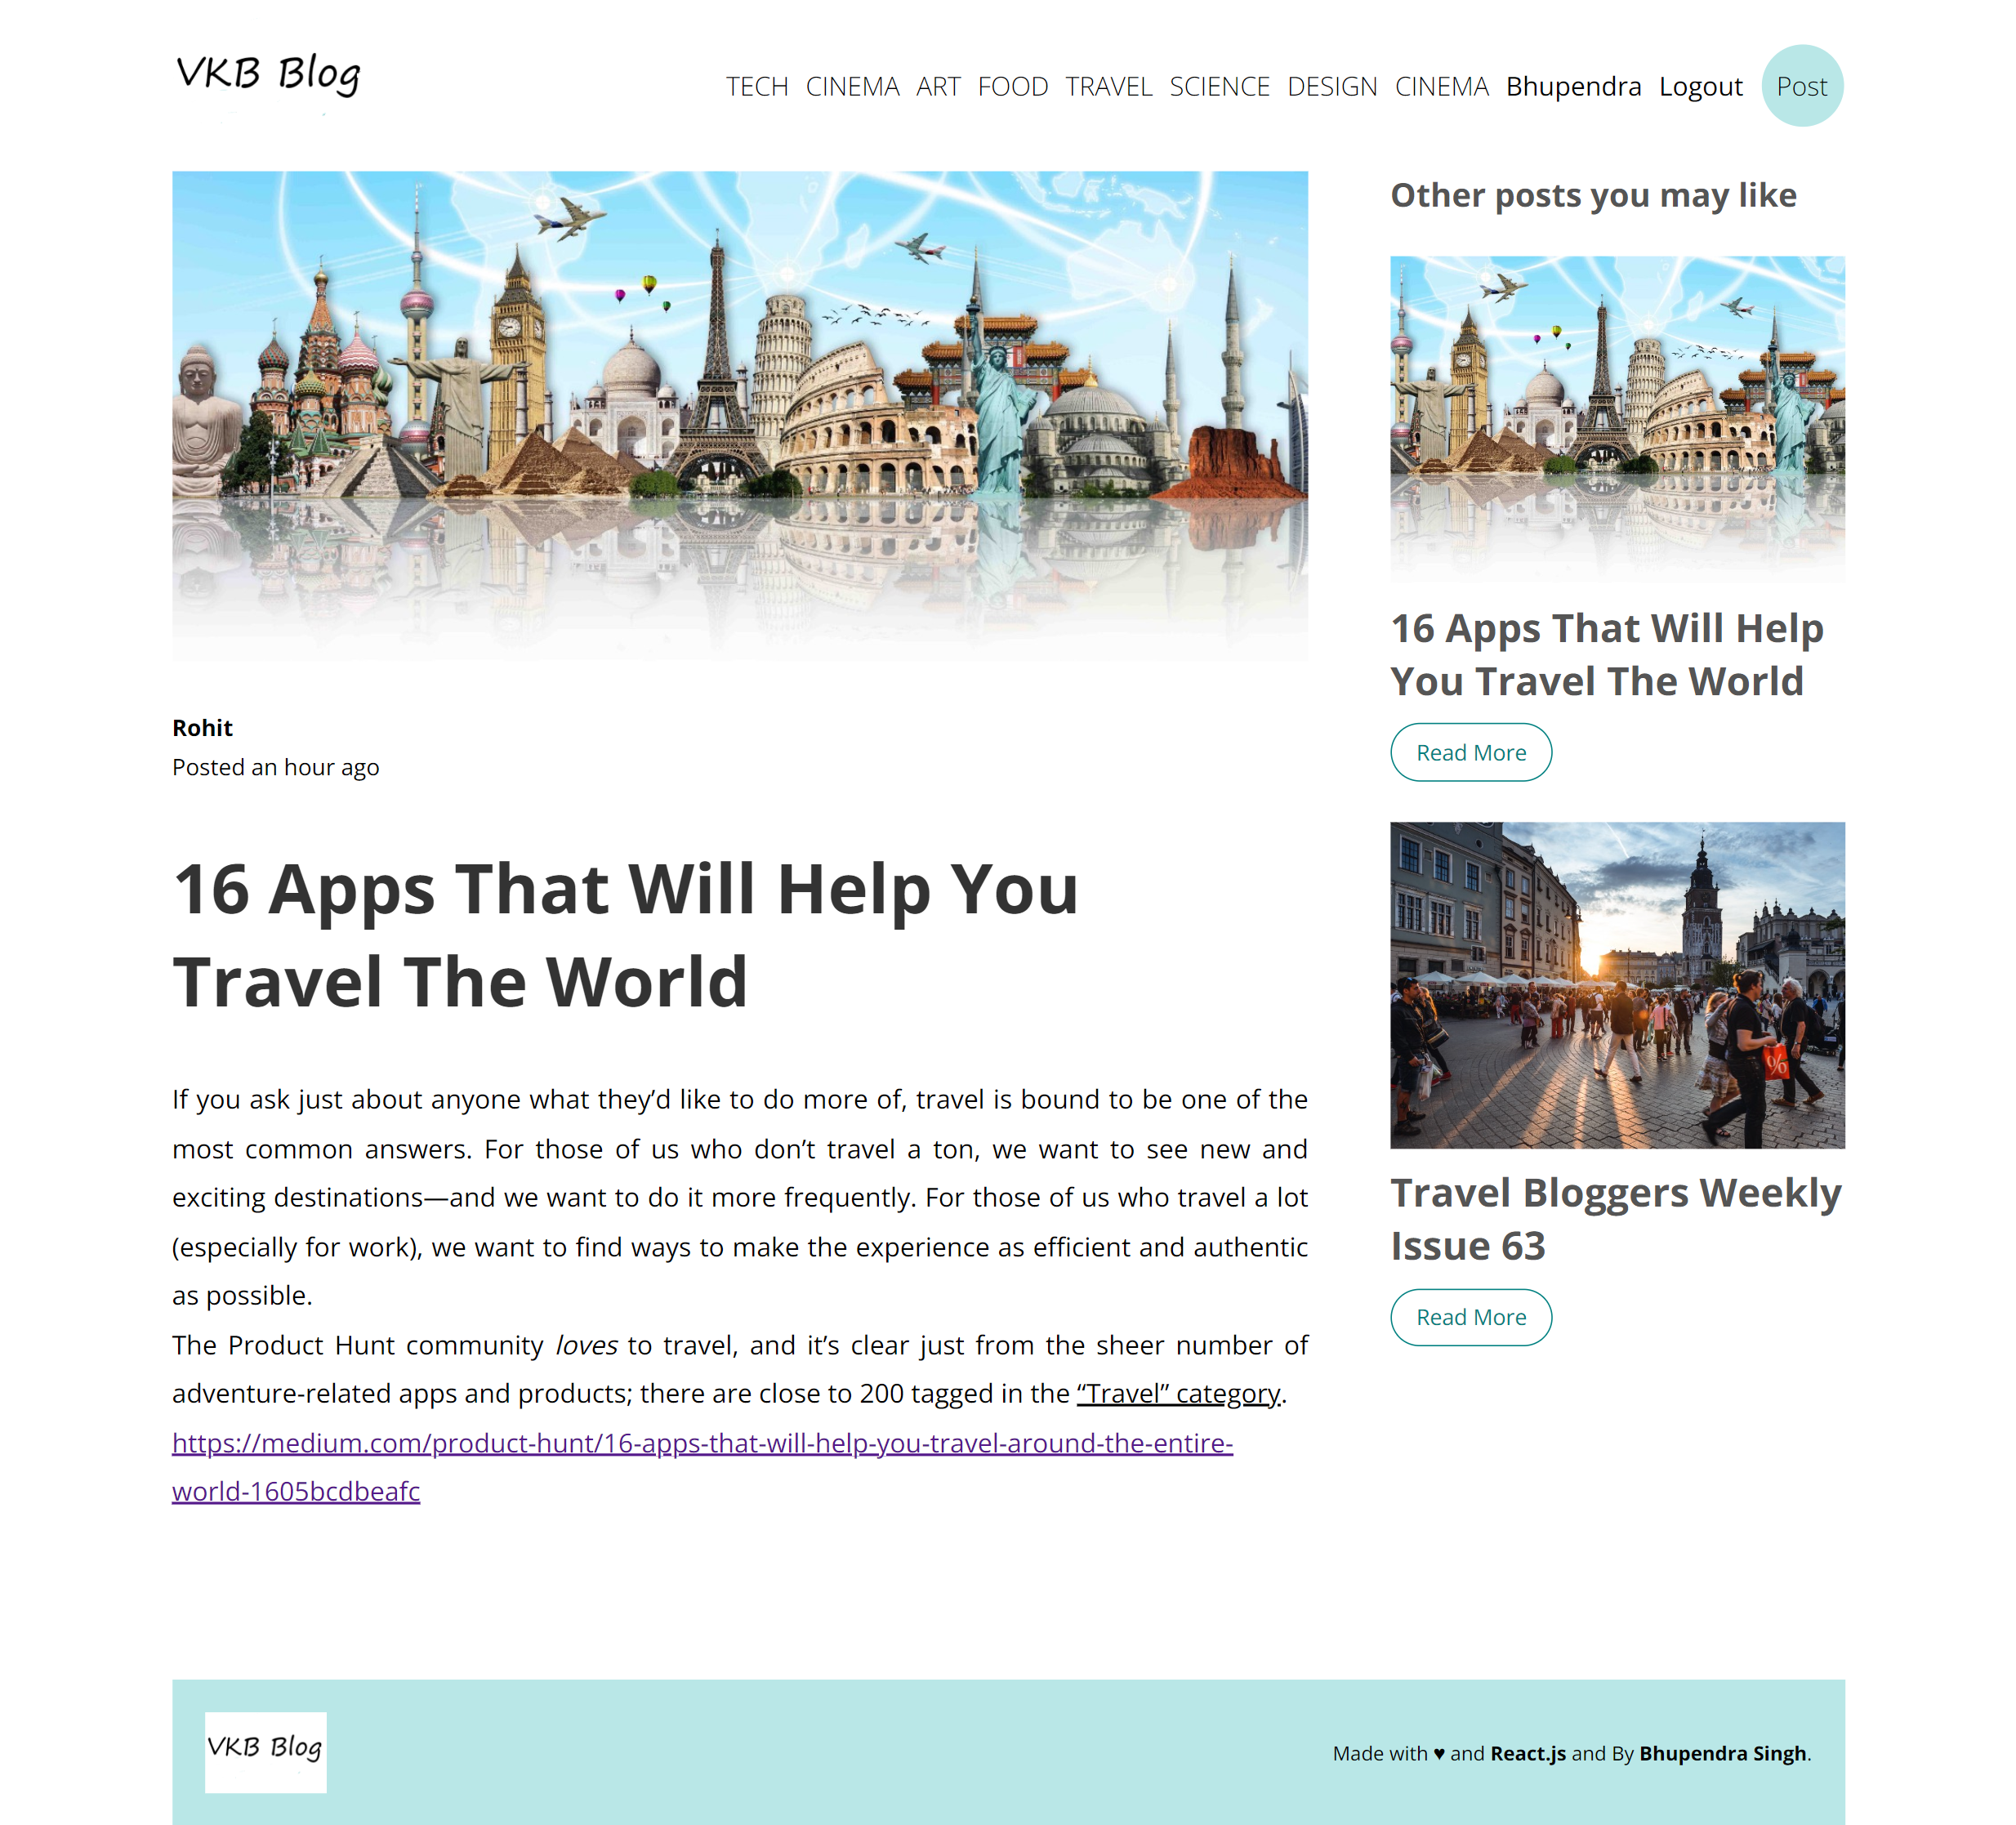 VKB Blog
TECH CINEMA ART FOOD TRAVEL SCIENCE DESIGN CINEMA Bhupendra Logout Post
Rohit
Posted an hour ago
16 Apps That Will Help You
Travel The World
If you ask just about anyone what they’d like to do more of, travel is bound to be one of the
most common answers. For those of us who don’t travel a ton, we want to see new and
exciting destinations—and we want to do it more frequently. For those of us who travel a lot
(especially for work), we want to find ways to make the experience as efficient and authentic
as possible.
The Product Hunt community loves to travel, and it’s clear just from the sheer number of
adventure-related apps and products; there are close to 200 tagged in the “Travel” category.
https://medium.com/product-hunt/16-apps-that-will-help-you-travel-around-the-entire-
world-1605bcdbeafc
Other posts you may like
16 Apps That Will Help
You Travel The World
Read More
%
Travel Bloggers Weekly
Issue 63
Read More
VKB Blog
Made with ♥ and React.js and By Bhupendra Singh.